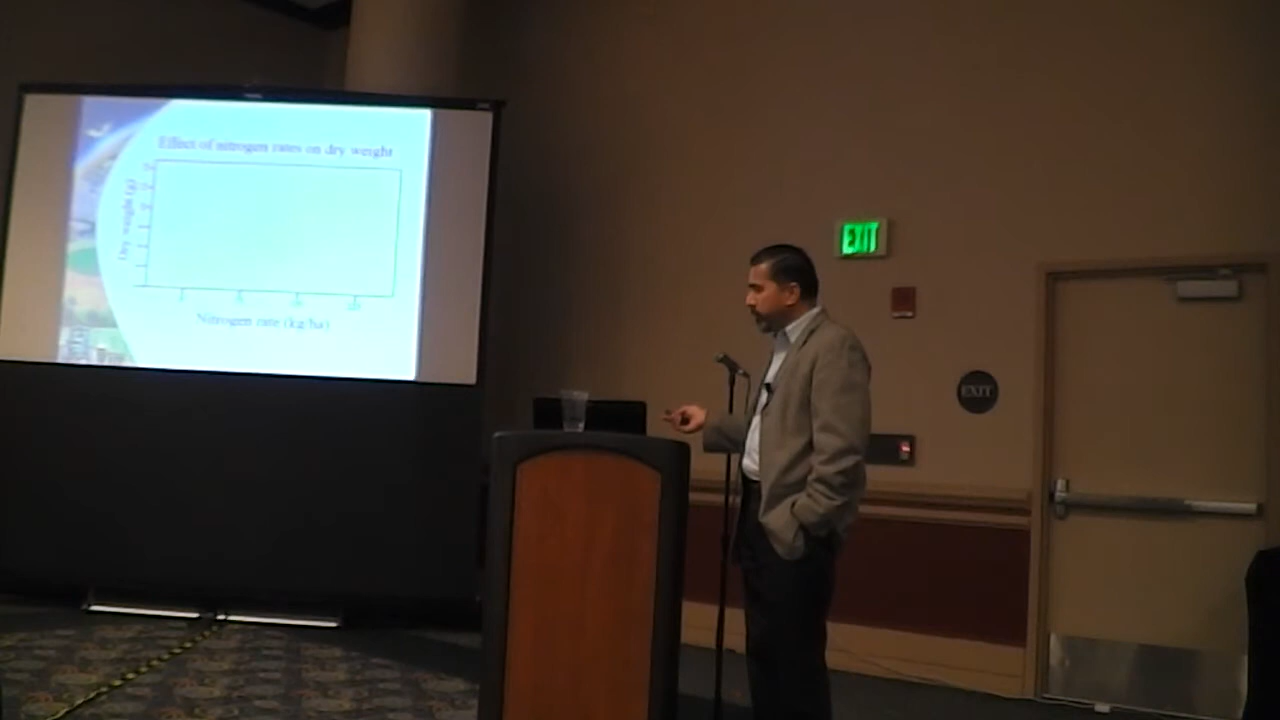 Effect of nitrogen rates on dry weight
Dry weight (g)
Nitrogen rate (kg/ha)
EXIT
EXIT